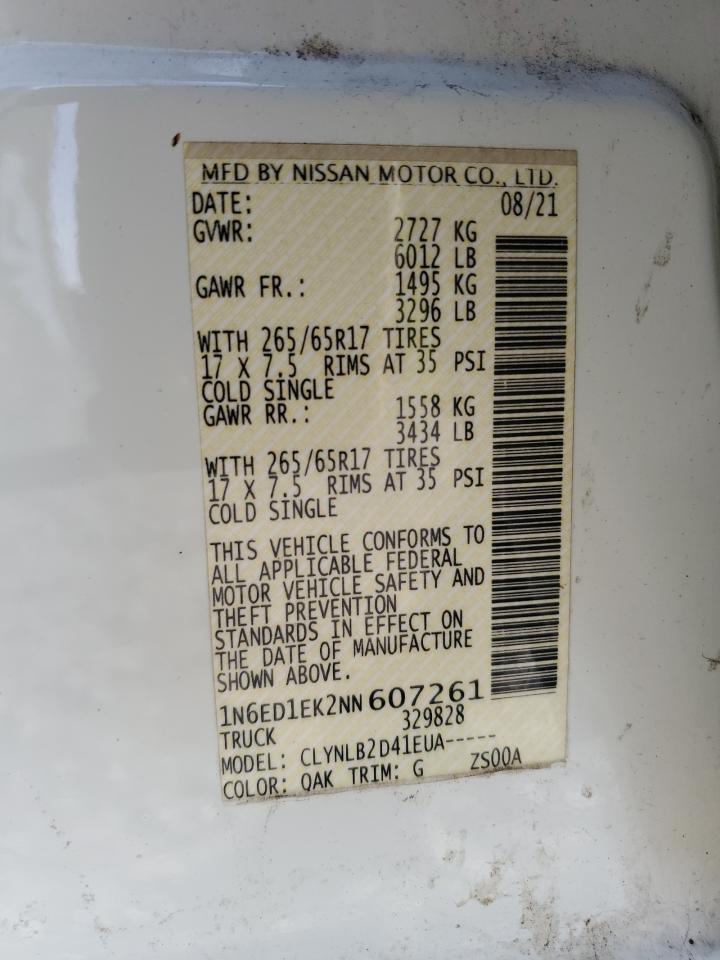 MFD BY NISSAN MOTOR CO., LTD.
DATE: 08/21
GVWR: 2727 KG
6012 LB
GAWR FR.: 1495 KG
3296 LB
WITH 265/65R17 TIRES
17 X 7.5 RIMS AT 35 PSI
COLD SINGLE
GAWR RR.: 1558 KG
3434 LB
WITH 265/65R17 TIRES
17 X 7.5 RIMS AT 35 PSI
COLD SINGLE
THIS VEHICLE CONFORMS TO
ALL APPLICABLE FEDERAL
MOTOR VEHICLE SAFETY AND
THEFT PREVENTION
STANDARDS IN EFFECT ON
THE DATE OF MANUFACTURE
SHOWN ABOVE.
1N6ED1EK2NN607261
TRUCK 329828
MODEL: CLYNLB2D41EUA-----
COLOR: QAK TRIM: G ZS00A